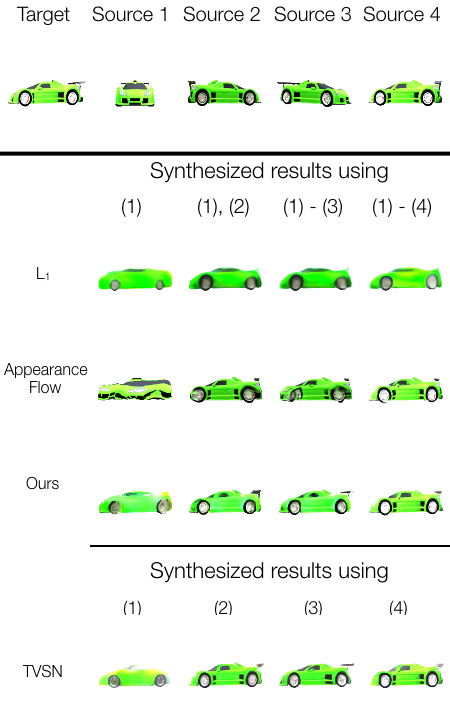 Target Source 1 Source 2 Source 3 Source 4
Synthesized results using
(1) (1), (2) (1) - (3) (1) - (4)
L₁
Appearance
Flow
Ours
Synthesized results using
(1) (2) (3) (4)
TVSN